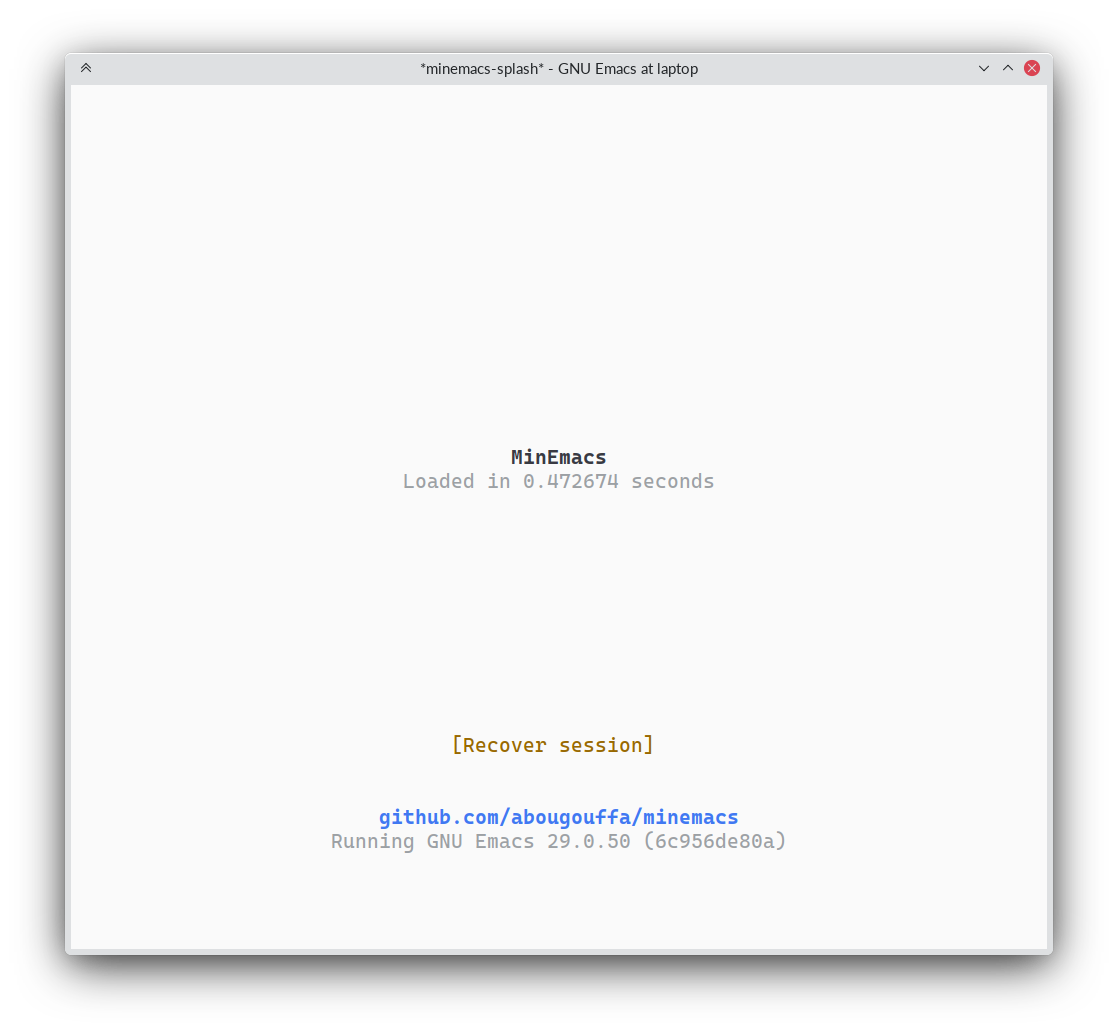 *minemacs-splash* - GNU Emacs at laptop
MinEmacs
Loaded in 0.472674 seconds
[Recover session]
github.com/abougouffa/minemacs
Running GNU Emacs 29.0.50 (6c956de80a)